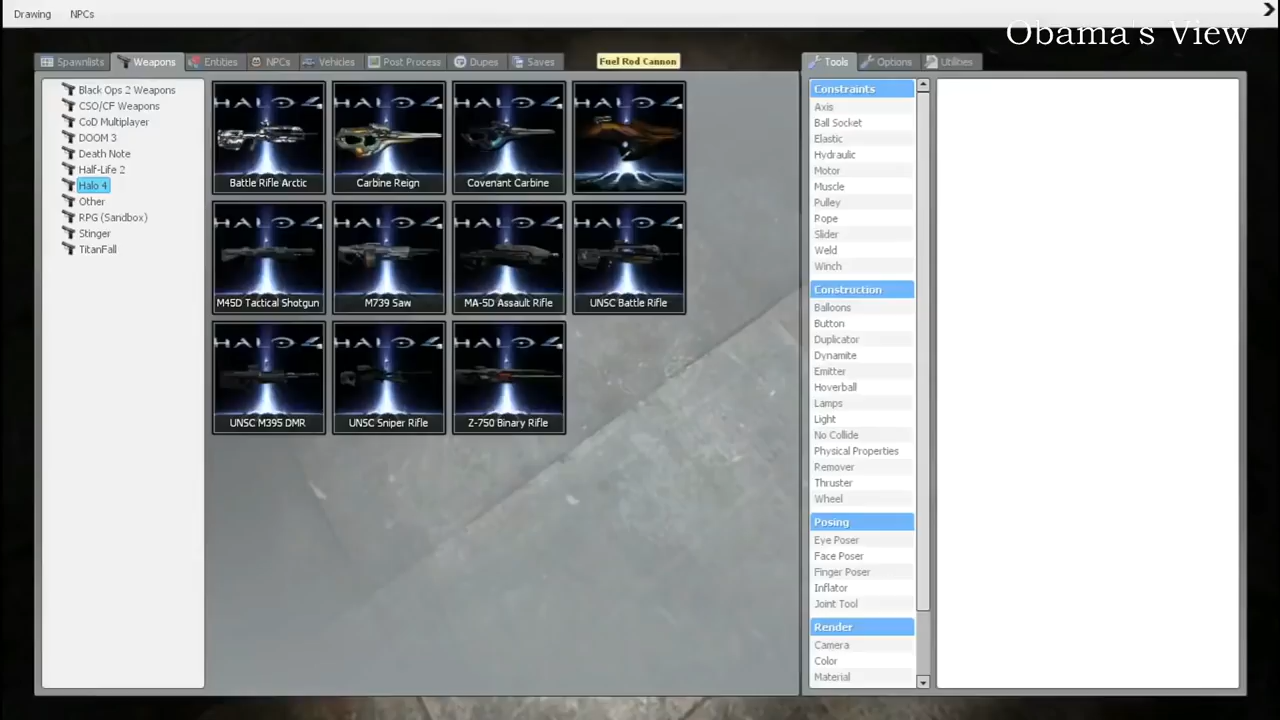 Drawing NPCs
Obama's View
Spawnlists Weapons Entities NPCs Vehicles Post Process Dupes Saves
Fuel Rod Cannon
Tools Options Utilities
Black Ops 2 Weapons
CSO/CF Weapons
CoD Multiplayer
DOOM 3
Death Note
Half-Life 2
Halo 4
Other
RPG (Sandbox)
Stinger
TitanFall
HALO 4 HALO 4 HALO 4 HALO 4
Battle Rifle Arctic Carbine Reign Covenant Carbine
HALO 4 HALO 4 HALO 4 HALO 4
M45D Tactical Shotgun M739 Saw MA-5D Assault Rifle UNSC Battle Rifle
HALO 4 HALO 4 HALO 4
UNSC M395 DMR UNSC Sniper Rifle Z-750 Binary Rifle
Constraints
Axis
Ball Socket
Elastic
Hydraulic
Motor
Muscle
Pulley
Rope
Slider
Weld
Winch
Construction
Balloons
Button
Duplicator
Dynamite
Emitter
Hoverball
Lamps
Light
No Collide
Physical Properties
Remover
Thruster
Wheel
Posing
Eye Poser
Face Poser
Finger Poser
Inflator
Joint Tool
Render
Camera
Color
Material